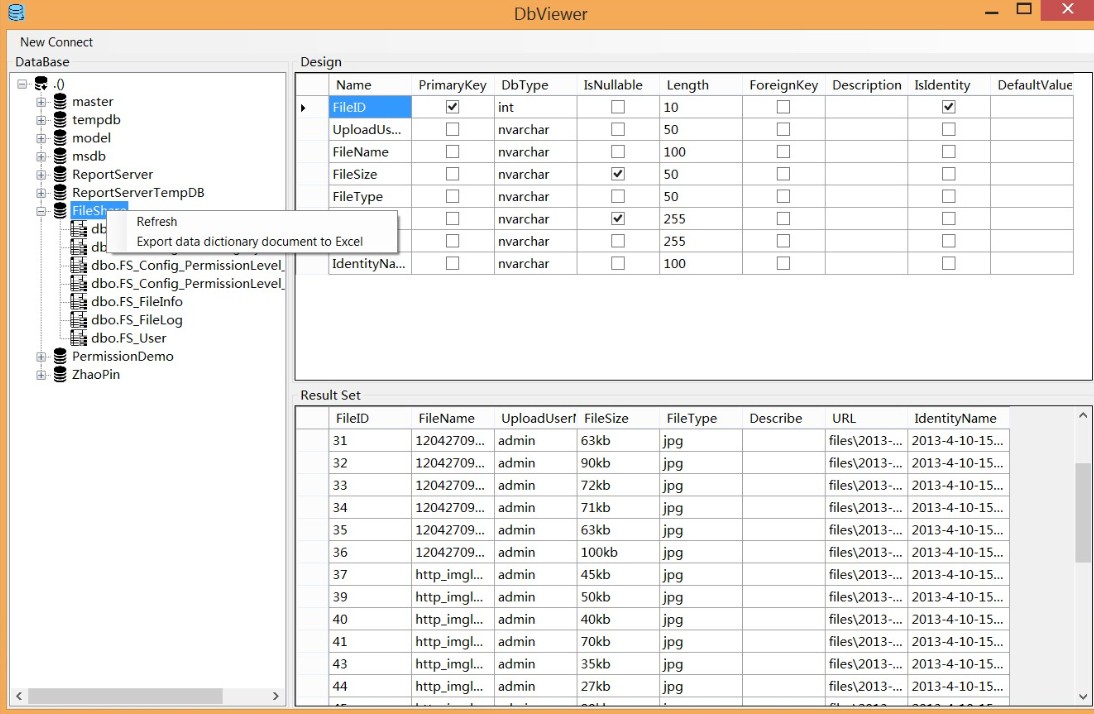 DbViewer
New Connect
DataBase
.()
master
tempdb
model
msdb
ReportServer
ReportServerTempDB
FileShare
db
db
dbo.FS_Config_PermissionLevel_
dbo.FS_Config_PermissionLevel_
dbo.FS_FileInfo
dbo.FS_FileLog
dbo.FS_User
PermissionDemo
ZhaoPin
Refresh
Export data dictionary document to Excel
Design
Name PrimaryKey DbType IsNullable Length ForeignKey Description IsIdentity DefaultValue
FileID int 10
UploadUs... nvarchar 50
FileName nvarchar 100
FileSize nvarchar 50
FileType nvarchar 50
nvarchar 255
nvarchar 255
IdentityNa... nvarchar 100
Result Set
FileID FileName UploadUserN FileSize FileType Describe URL IdentityName
31 12042709... admin 63kb jpg files\2013-... 2013-4-10-15...
32 12042709... admin 90kb jpg files\2013-... 2013-4-10-15...
33 12042709... admin 72kb jpg files\2013-... 2013-4-10-15...
34 12042709... admin 71kb jpg files\2013-... 2013-4-10-15...
35 12042709... admin 63kb jpg files\2013-... 2013-4-10-15...
36 12042709... admin 100kb jpg files\2013-... 2013-4-10-15...
37 http_imgl... admin 45kb jpg files\2013-... 2013-4-10-15...
39 http_imgl... admin 50kb jpg files\2013-... 2013-4-10-15...
40 http_imgl... admin 40kb jpg files\2013-... 2013-4-10-15...
41 http_imgl... admin 70kb jpg files\2013-... 2013-4-10-15...
43 http_imgl... admin 35kb jpg files\2013-... 2013-4-10-15...
44 http_imgl... admin 27kb jpg files\2013-... 2013-4-10-15...